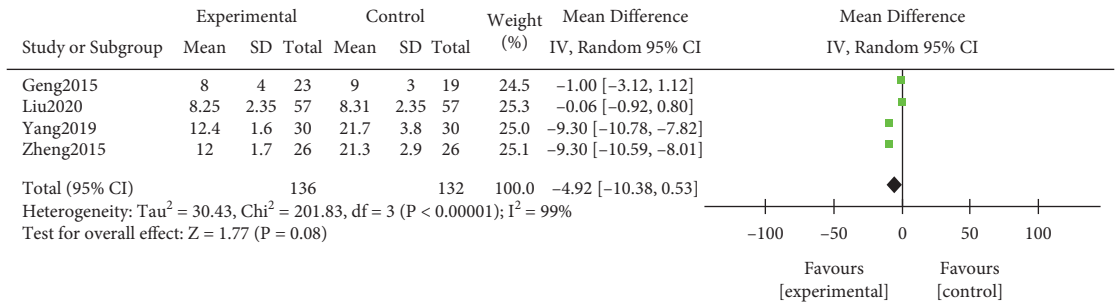 Experimental Control Weight Mean Difference Mean Difference
Study or Subgroup Mean SD Total Mean SD Total (%) IV, Random 95% CI IV, Random 95% CI
Geng2015 8 4 23 9 3 19 24.5 −1.00 [−3.12, 1.12]
Liu2020 8.25 2.35 57 8.31 2.35 57 25.3 −0.06 [−0.92, 0.80]
Yang2019 12.4 1.6 30 21.7 3.8 30 25.0 −9.30 [−10.78, −7.82]
Zheng2015 12 1.7 26 21.3 2.9 26 25.1 −9.30 [−10.59, −8.01]
Total (95% CI) 136 132 100.0 −4.92 [−10.38, 0.53]
Heterogeneity: Tau² = 30.43, Chi² = 201.83, df = 3 (P < 0.00001); I² = 99%
Test for overall effect: Z = 1.77 (P = 0.08)
−100 −50 0 50 100
Favours Favours
[experimental] [control]